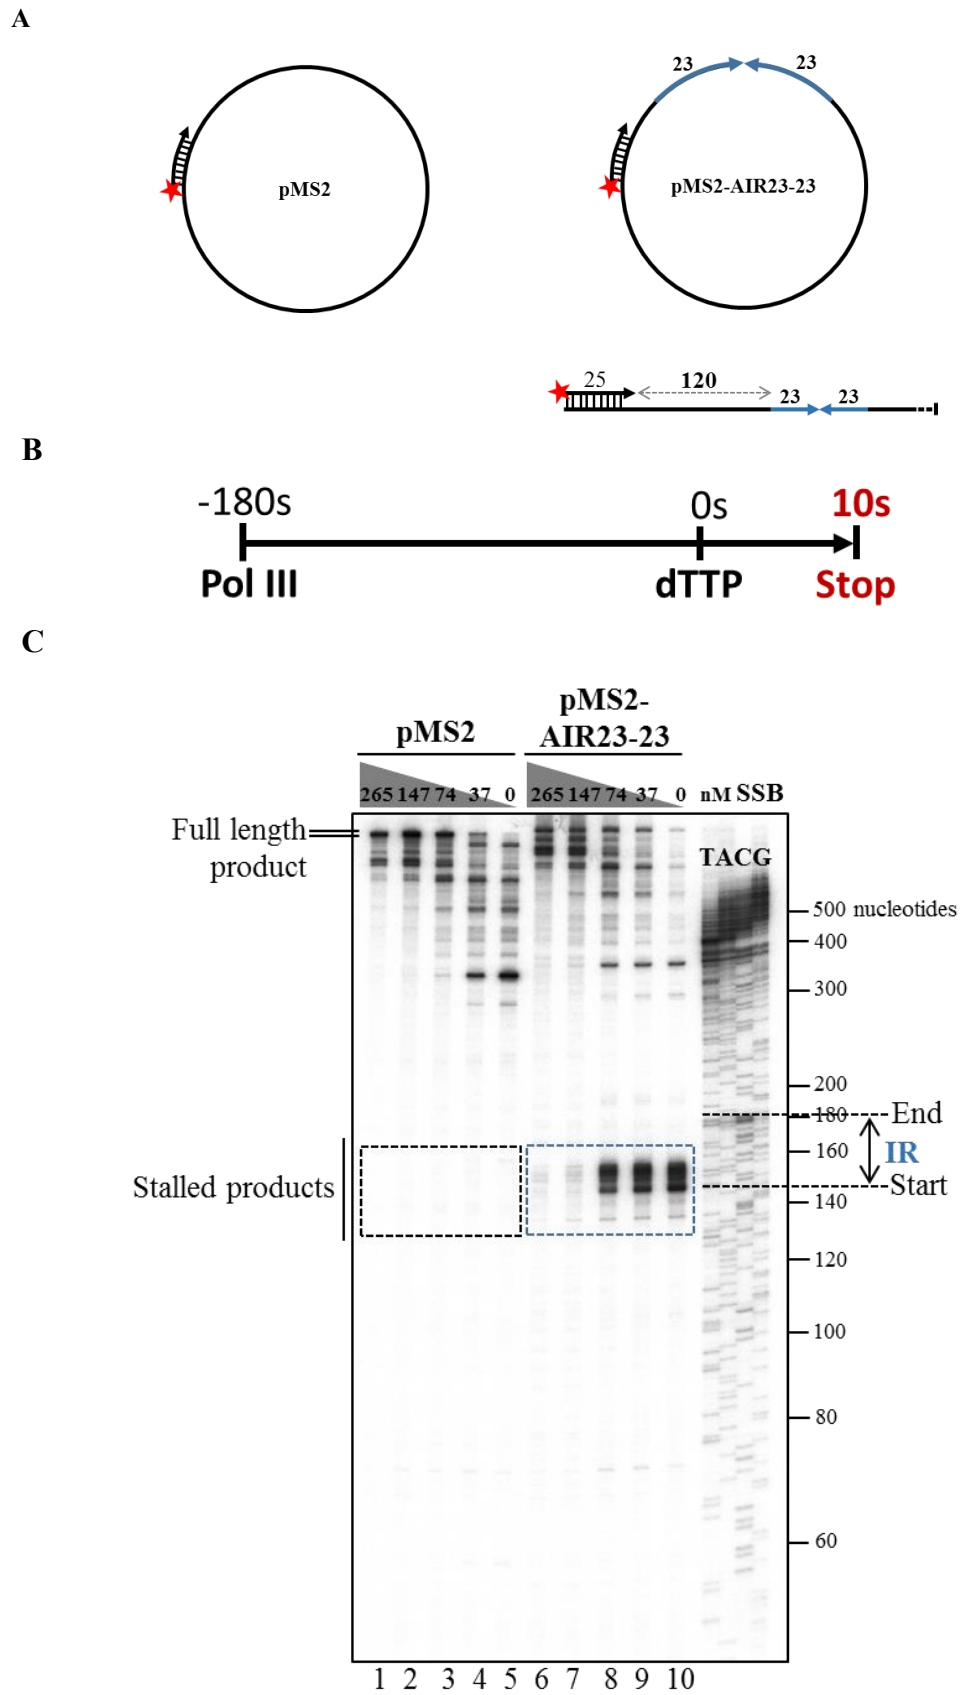 A
23 23
pMS2
pMS2-AIR23-23
25
120
23 23
B
-180s 0s 10s
Pol III dTTP Stop
C
pMS2
pMS2-
AIR23-23
265 147 74 37 0 265 147 74 37 0 nM SSB
Full length
product
TACG
500 nucleotides
400
300
200
180 End
160 IR
Start
Stalled products
140
120
100
80
60
1 2 3 4 5 6 7 8 9 10